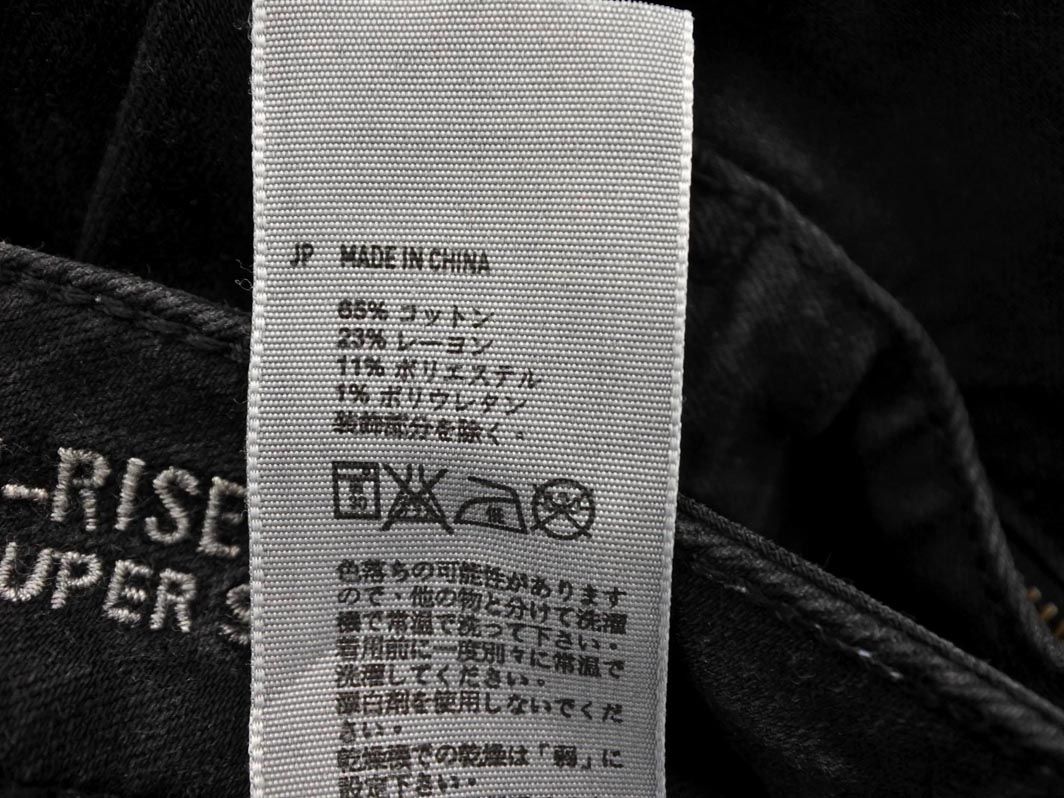 JP MADE IN CHINA
65% コットン
23% レーヨン
11% ポリエステル
1% ポリウレタン
装飾部分を除く。
-RISE
UPER S
色落ちの可能性があります
ので、他の物と分けて洗濯
機で常温で洗って下さい。
着用前に一度別々に常温で
洗濯してください。
漂白剤を使用しないでくだ
さい。
乾燥機での乾燥は「弱」に
設定下さい。